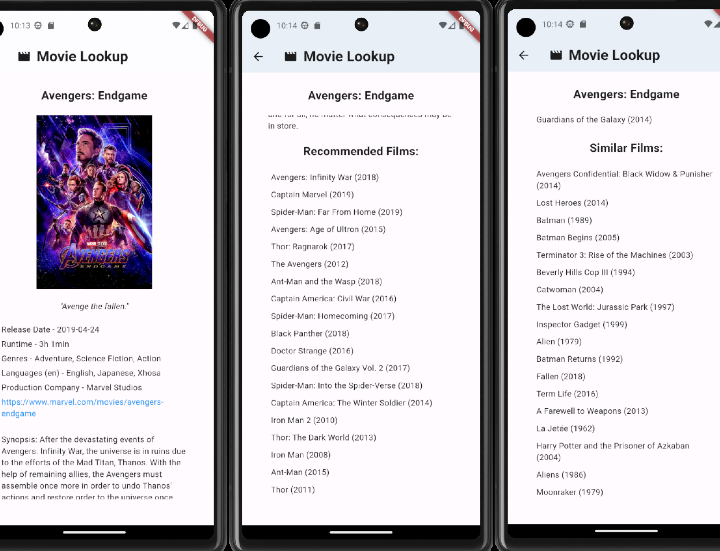 10:13
DEBUG
Movie Lookup
Avengers: Endgame
MARVEL STUDIOS
AVENGERS
ENDGAME
"Avenge the fallen."
Release Date - 2019-04-24
Runtime - 3h 1min
Genres - Adventure, Science Fiction, Action
Languages (en) - English, Japanese, Xhosa
Production Company - Marvel Studios
https://www.marvel.com/movies/avengers-
endgame
Synopsis: After the devastating events of
Avengers: Infinity War, the universe is in ruins due
to the efforts of the Mad Titan, Thanos. With the
help of remaining allies, the Avengers must
assemble once more in order to undo Thanos'
actions and restore order to the universe once
10:14
DEBUG
Movie Lookup
Avengers: Endgame
and for all, no matter what consequences may be
in store.
Recommended Films:
Avengers: Infinity War (2018)
Captain Marvel (2019)
Spider-Man: Far From Home (2019)
Avengers: Age of Ultron (2015)
Thor: Ragnarok (2017)
The Avengers (2012)
Ant-Man and the Wasp (2018)
Captain America: Civil War (2016)
Spider-Man: Homecoming (2017)
Black Panther (2018)
Doctor Strange (2016)
Guardians of the Galaxy Vol. 2 (2017)
Spider-Man: Into the Spider-Verse (2018)
Captain America: The Winter Soldier (2014)
Iron Man 2 (2010)
Thor: The Dark World (2013)
Iron Man (2008)
Ant-Man (2015)
Thor (2011)
10:14
Movie Lookup
Avengers: Endgame
Guardians of the Galaxy (2014)
Similar Films:
Avengers Confidential: Black Widow & Punisher
(2014)
Lost Heroes (2014)
Batman (1989)
Batman Begins (2005)
Terminator 3: Rise of the Machines (2003)
Beverly Hills Cop III (1994)
Catwoman (2004)
The Lost World: Jurassic Park (1997)
Inspector Gadget (1999)
Alien (1979)
Batman Returns (1992)
Fallen (2018)
Term Life (2016)
A Farewell to Weapons (2013)
La Jetée (1962)
Harry Potter and the Prisoner of Azkaban
(2004)
Aliens (1986)
Moonraker (1979)